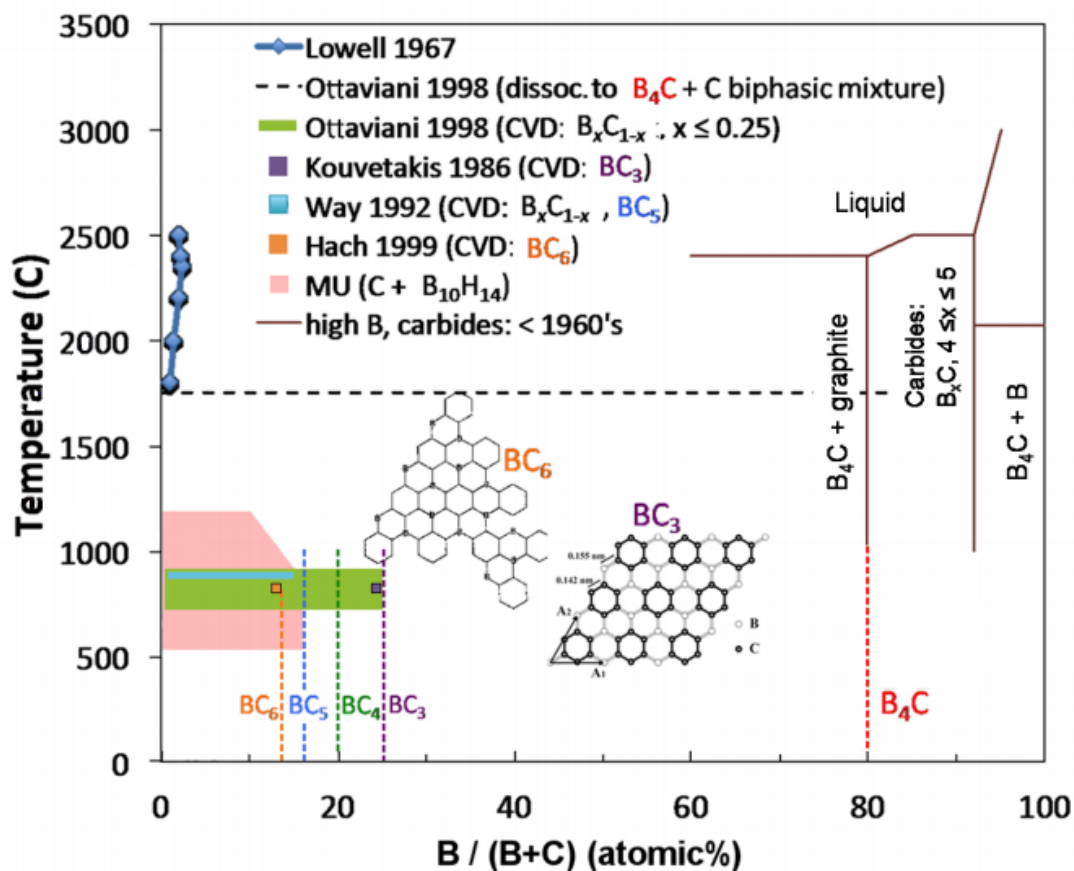 3500
3000
2500
2000
1500
1000
500
0
Temperature (C)
Lowell 1967
Ottaviani 1998 (dissoc. to B₄C + C biphasic mixture)
Ottaviani 1998 (CVD: BₓC₁₋ₓ :, x ≤ 0.25)
Kouvetakis 1986 (CVD: BC₃)
Way 1992 (CVD: BₓC₁₋ₓ , BC₅)
Hach 1999 (CVD: BC₆)
MU (C + B₁₀H₁₄)
high B, carbides: < 1960's
Liquid
B₄C + graphite
Carbides:
BₓC, 4 ≤x ≤ 5
B₄C + B
BC₆
BC₃
0.155 nm
0.142 nm
A₂
A₁
B
C
BC₆
BC₅
BC₄
BC₃
B₄C
0 20 40 60 80 100
B / (B+C) (atomic%)